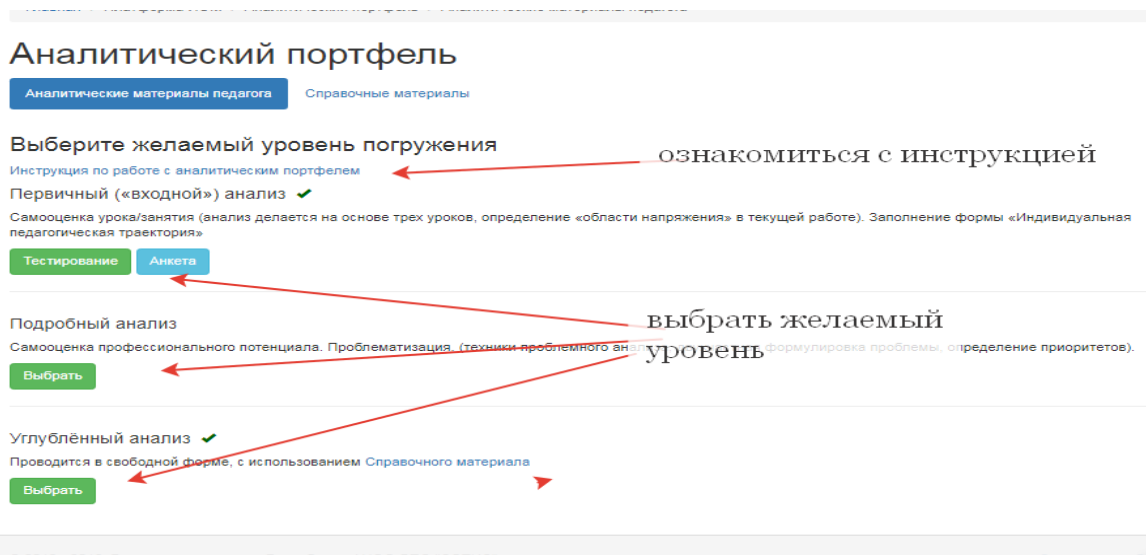 Аналитический портфель
Аналитические материалы педагога Справочные материалы
Выберите желаемый уровень погружения
ознакомиться с инструкцией
Инструкция по работе с аналитическим портфелем
Первичный («входной») анализ
Самооценка урока/занятия (анализ делается на основе трех уроков, определение «области напряжения» в текущей работе). Заполнение формы «Индивидуальная
педагогическая траектория»
Тестирование Анкета
выбрать желаемый
уровень
Подробный анализ
Самооценка профессионального потенциала. Проблематизация, (техники проблемного формулировка проблемы, определение приоритетов).
Выбрать
Углублённый анализ
Проводится в свободной форме, с использованием Справочного материала
Выбрать